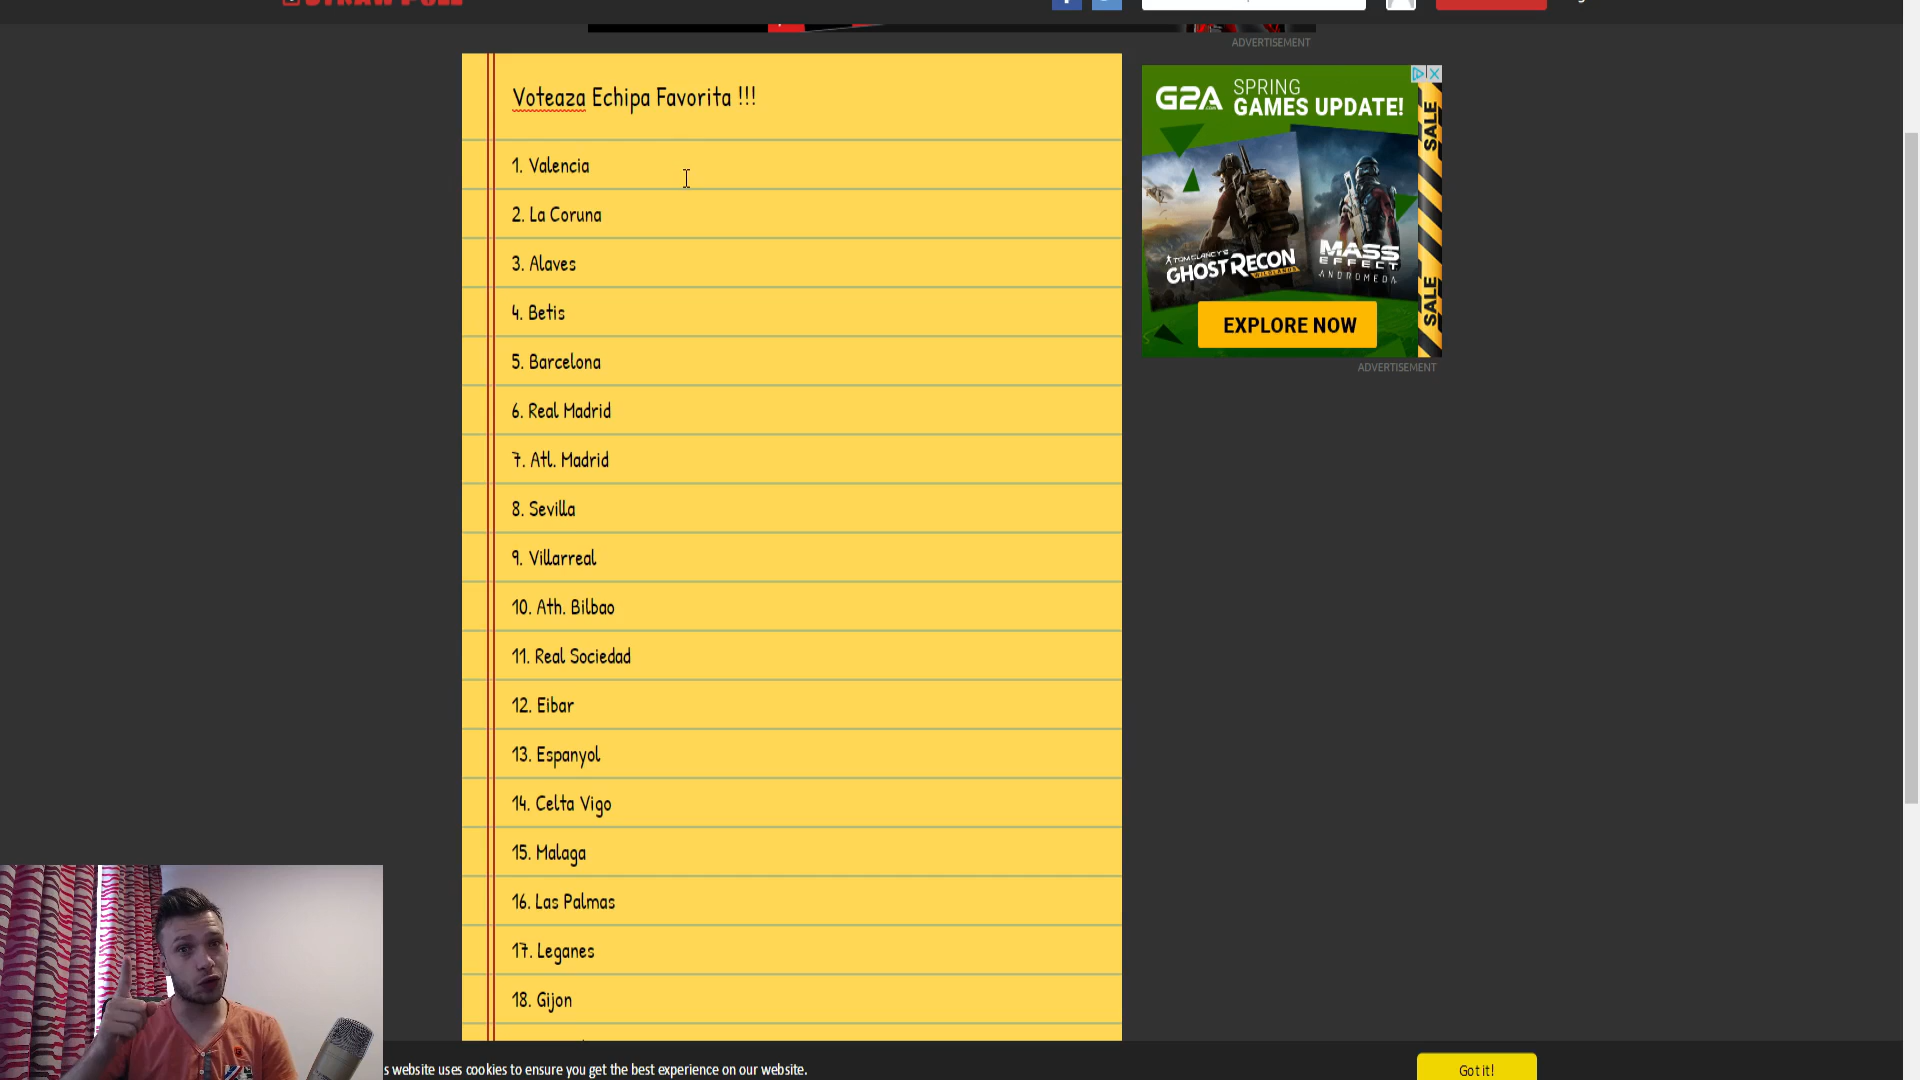 STRAW POLL
ADVERTISEMENT
Voteaza Echipa Favorita !!!
1. Valencia
2. La Coruna
3. Alaves
4. Betis
5. Barcelona
6. Real Madrid
7. Atl. Madrid
8. Sevilla
9. Villarreal
10. Ath. Bilbao
11. Real Sociedad
12. Eibar
13. Espanyol
14. Celta Vigo
15. Malaga
16. Las Palmas
17. Leganes
18. Gijon
G2A
SPRING
GAMES UPDATE!
SALE
SALE
TOM CLANCY'S
GHOST RECON
WILDLANDS
MASS
EFFECT
ANDROMEDA
EXPLORE NOW
ADVERTISEMENT
website uses cookies to ensure you get the best experience on our website.
Got it!